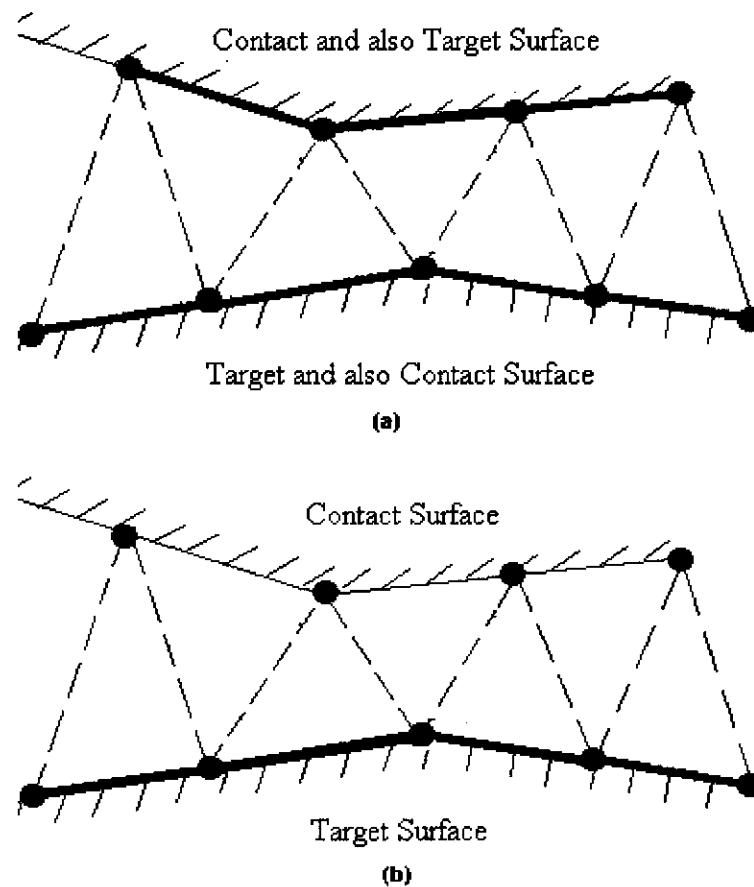 Contact and also Target Surface
Target and also Contact Surface
(a)
Contact Surface
Target Surface
(b)